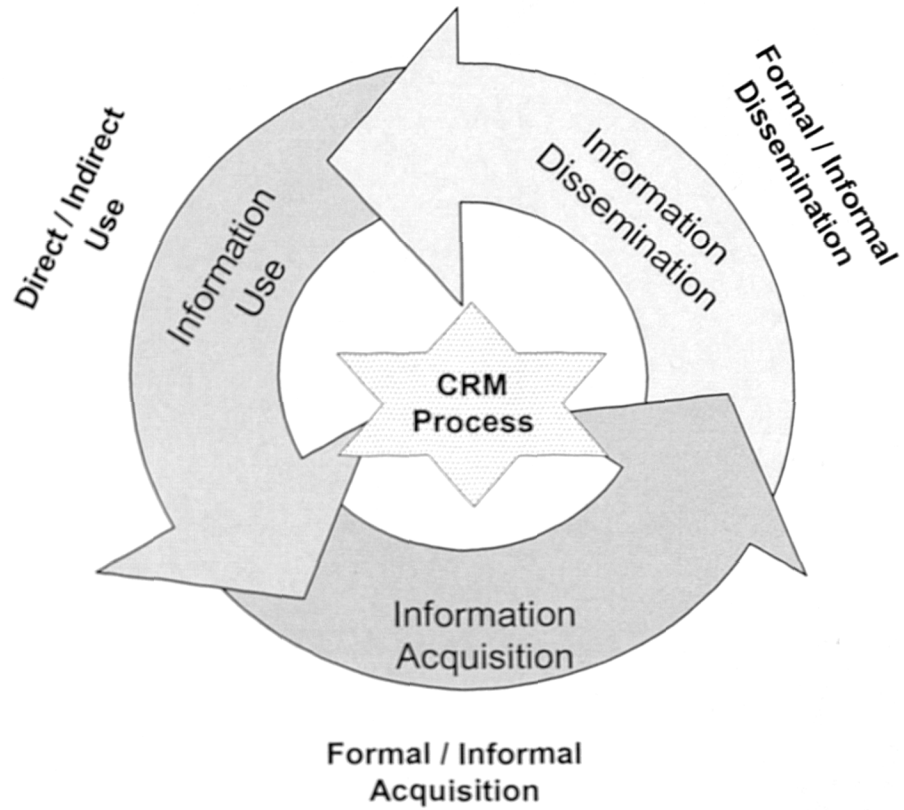 Formal / Informal
Dissemination
Information
Dissemination
Direct / Indirect
Use
Information
Use
CRM
Process
Information
Acquisition
Formal / Informal
Acquisition